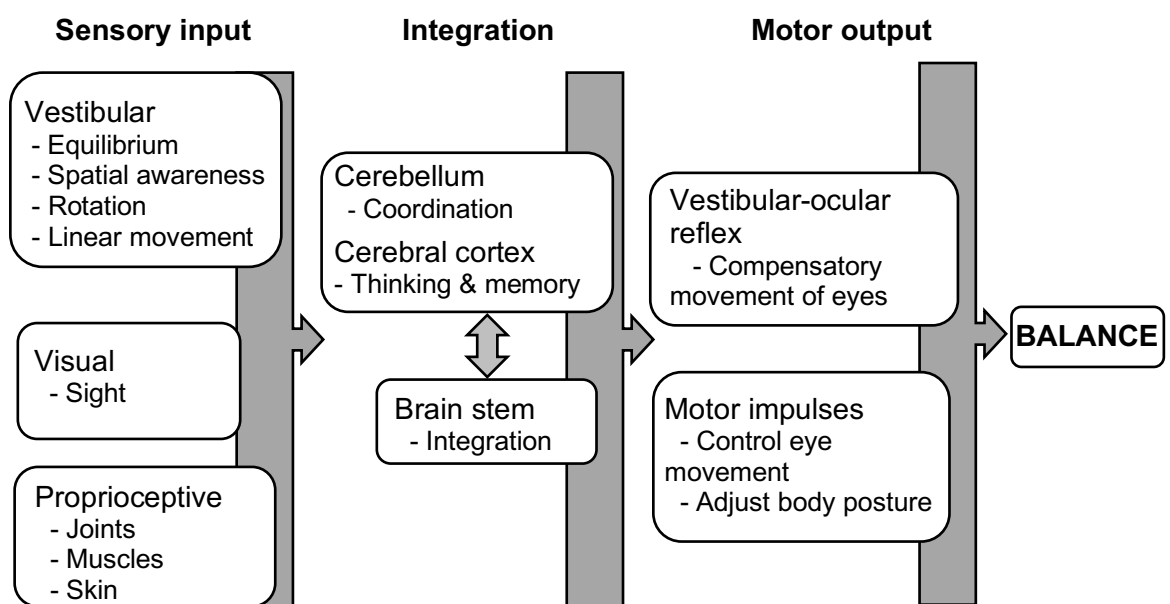 Sensory input
Integration
Motor output
Vestibular
- Equilibrium
- Spatial awareness
- Rotation
- Linear movement
Visual
- Sight
Proprioceptive
- Joints
- Muscles
- Skin
Cerebellum
- Coordination
Cerebral cortex
- Thinking & memory
Brain stem
- Integration
Vestibular-ocular
reflex
- Compensatory
movement of eyes
Motor impulses
- Control eye
movement
- Adjust body posture
BALANCE